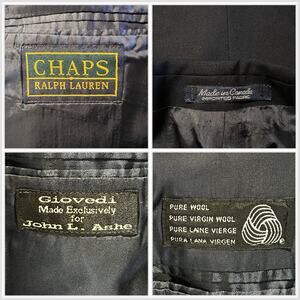 CHAPS
RALPH LAUREN
Made in Canada
IMPORTED FABRIC
Giovedi
Made Exclusively
for
John L. Ashe
PURE WOOL
PURE VIRGIN WOOL
PURE LAINE VIERGE
PURA LANA VIRGEN
®